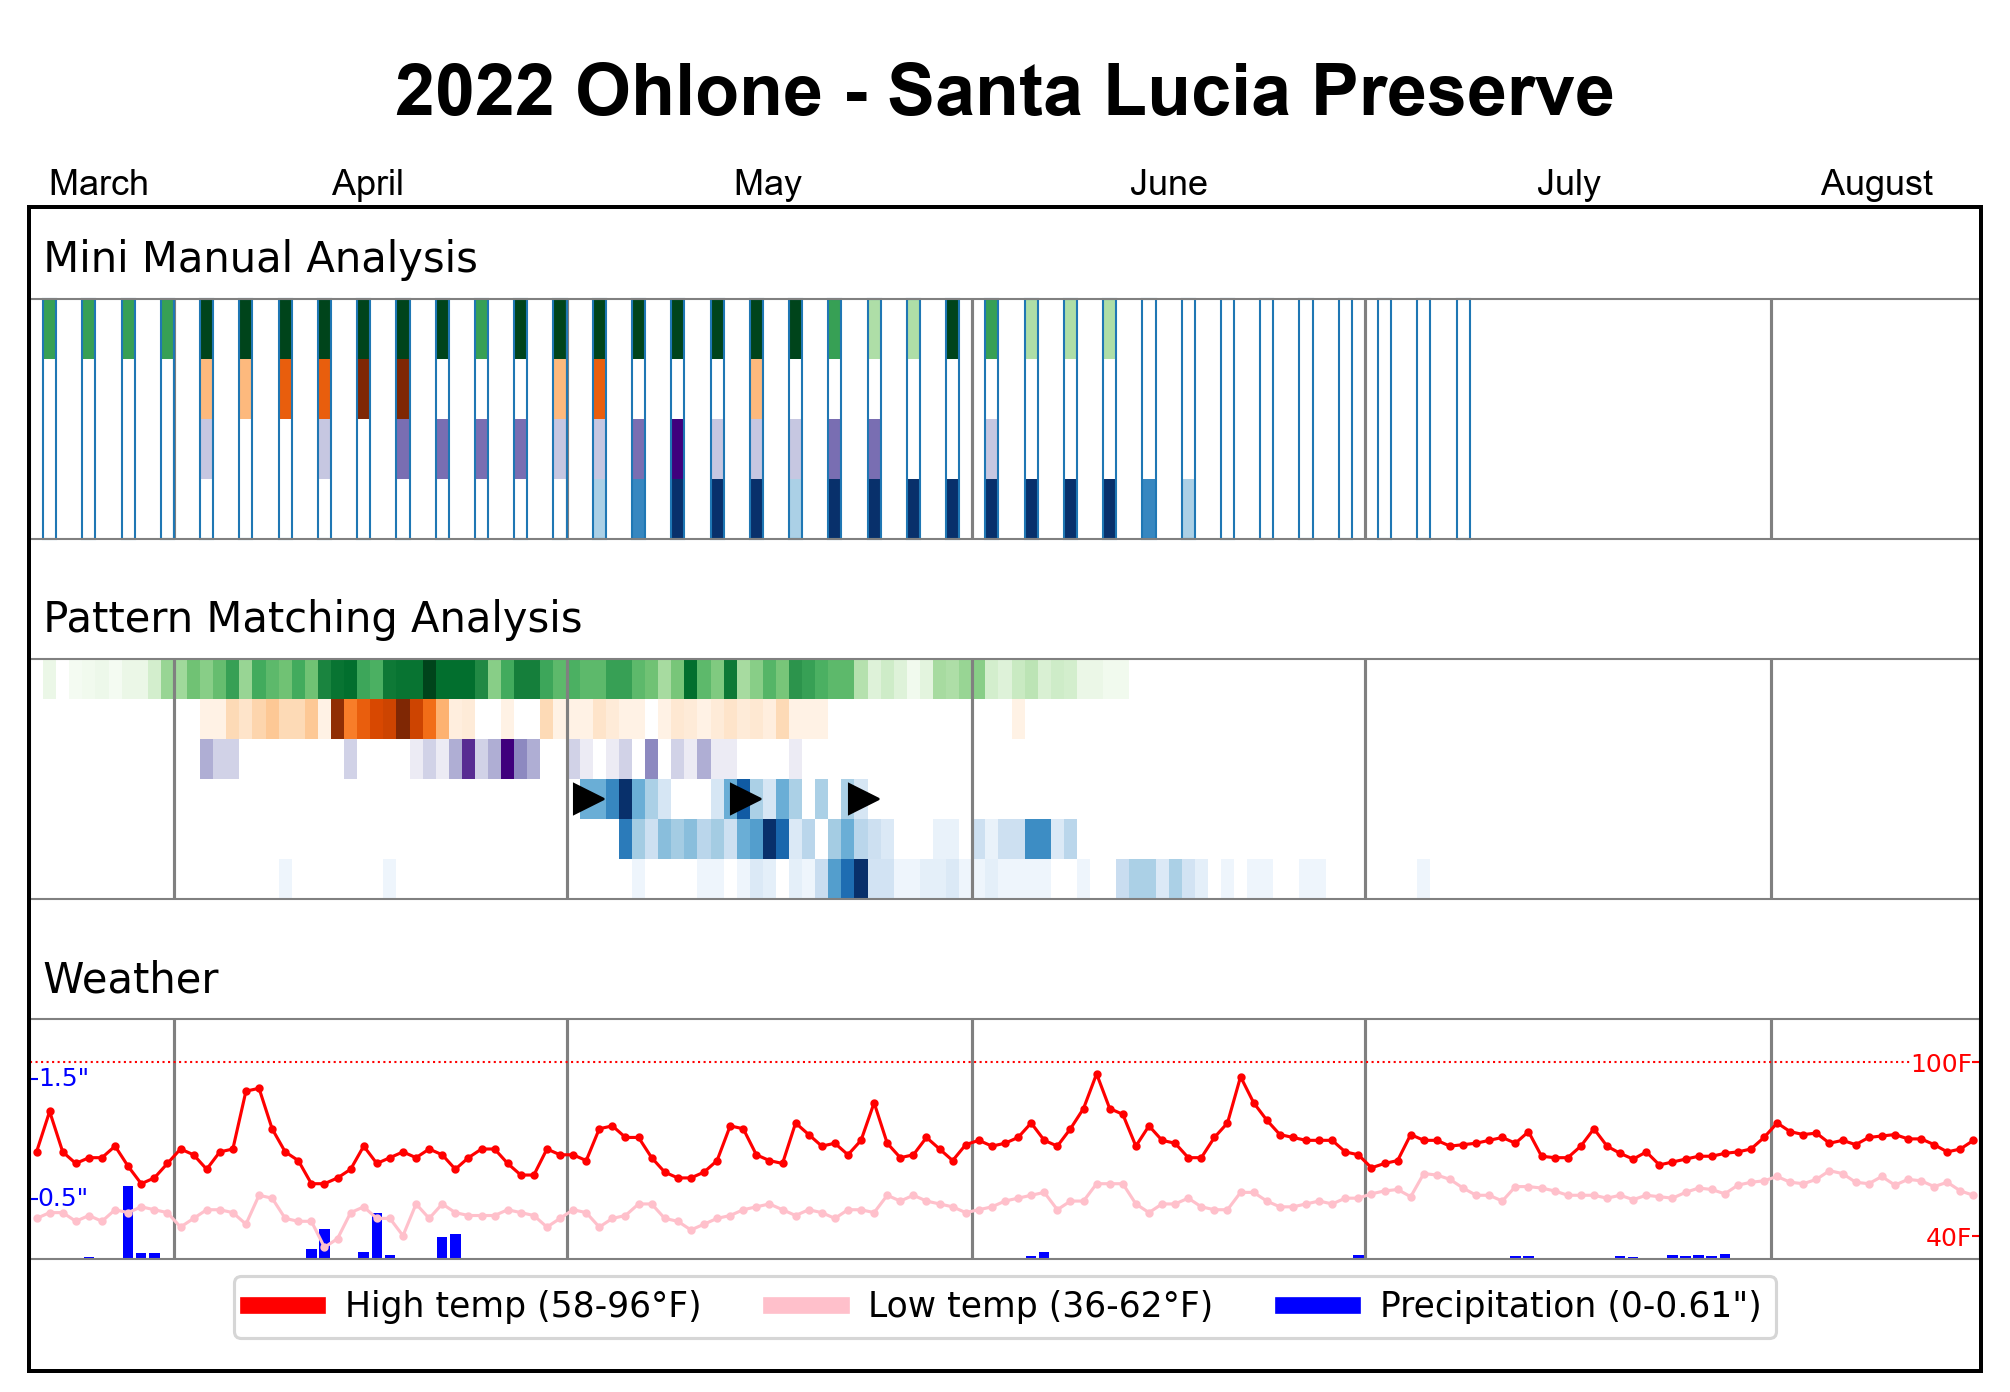 2022 Ohlone - Santa Lucia Preserve
March April May June July August
Mini Manual Analysis
Pattern Matching Analysis
Weather
1.5" 100F
0.5"
40F
High temp (58-96°F) Low temp (36-62°F) Precipitation (0-0.61")